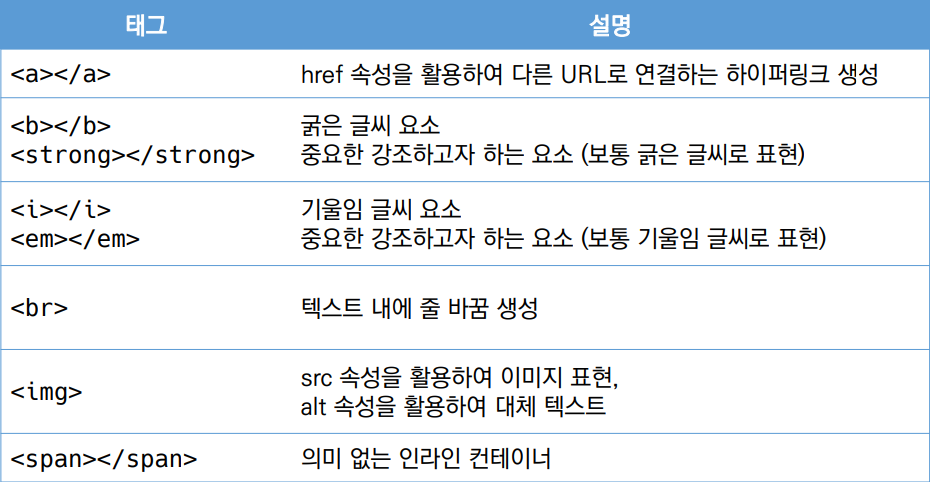 태그 설명
<a></a> href 속성을 활용하여 다른 URL로 연결하는 하이퍼링크 생성
<b></b> 굵은 글씨 요소
<strong></strong> 중요한 강조하고자 하는 요소 (보통 굵은 글씨로 표현)
<i></i> 기울임 글씨 요소
<em></em> 중요한 강조하고자 하는 요소 (보통 기울임 글씨로 표현)
<br> 텍스트 내에 줄 바꿈 생성
<img> src 속성을 활용하여 이미지 표현,
alt 속성을 활용하여 대체 텍스트
<span></span> 의미 없는 인라인 컨테이너